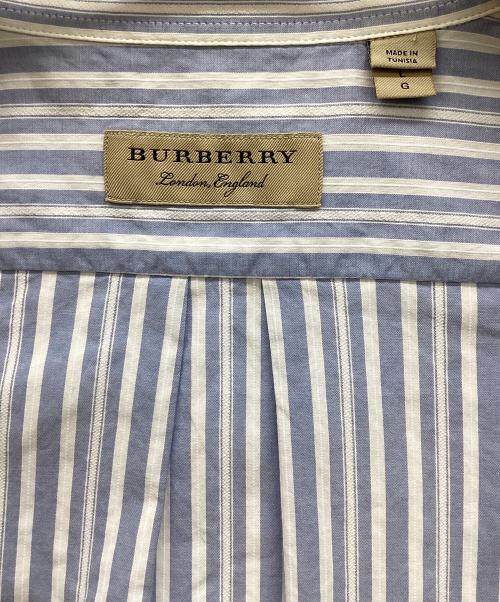 MADE IN
TUNISIA
L
G
BURBERRY
London, England